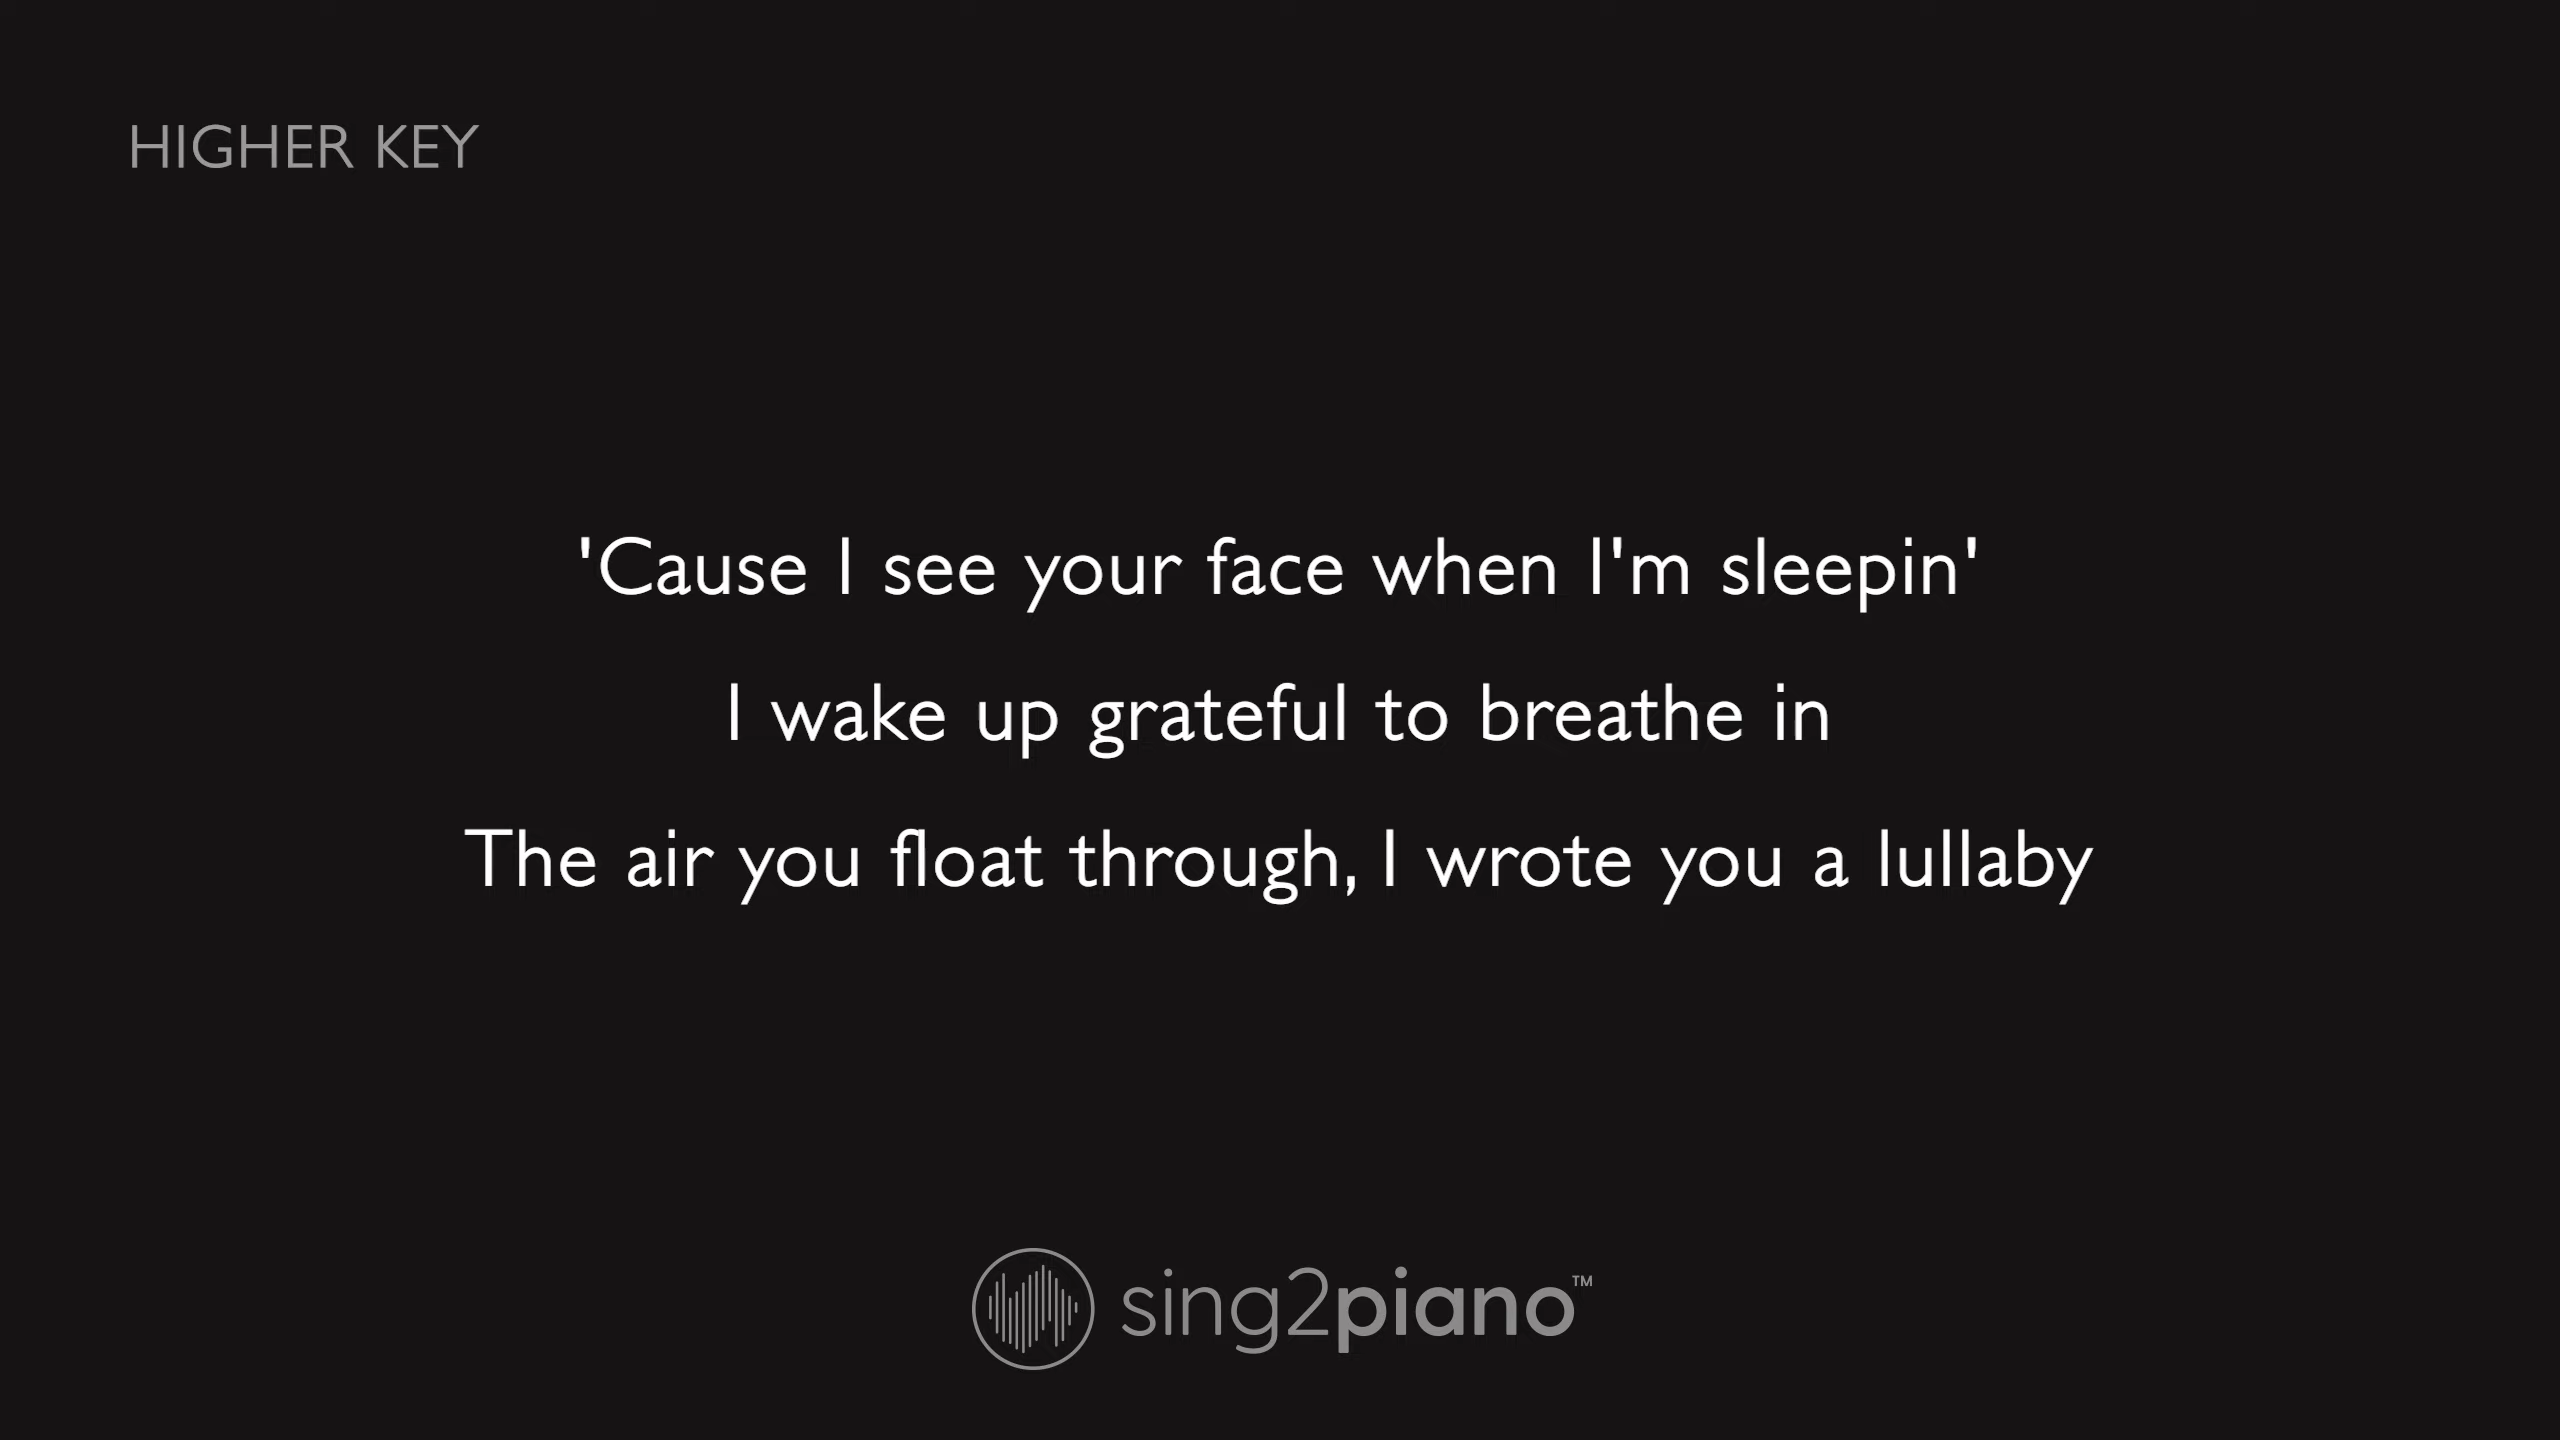 HIGHER KEY
'Cause I see your face when I'm sleepin'
I wake up grateful to breathe in
The air you float through, I wrote you a lullaby
sing2piano™